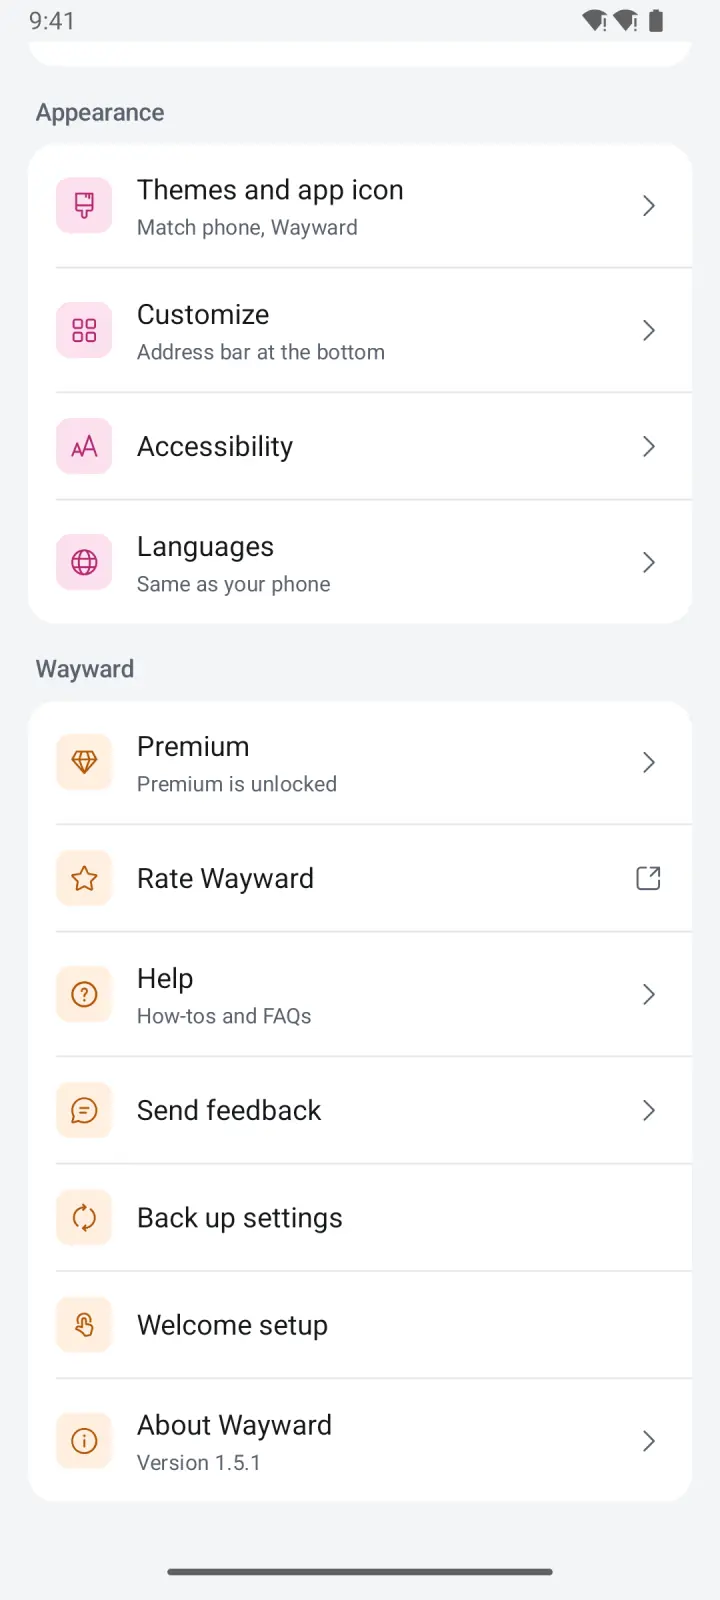 9:41
Appearance
Themes and app icon
Match phone, Wayward
Customize
Address bar at the bottom
Accessibility
Languages
Same as your phone
Wayward
Premium
Premium is unlocked
Rate Wayward
Help
How-tos and FAQs
Send feedback
Back up settings
Welcome setup
About Wayward
Version 1.5.1